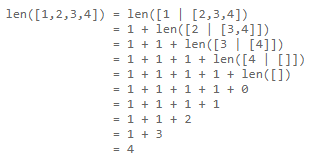 len([1,2,3,4]) = len([1 | [2,3,4])
= 1 + len([2 | [3,4]])
= 1 + 1 + len([3 | [4]])
= 1 + 1 + 1 + len([4 | []])
= 1 + 1 + 1 + 1 + len([])
= 1 + 1 + 1 + 1 + 0
= 1 + 1 + 1 + 1
= 1 + 1 + 2
= 1 + 3
= 4